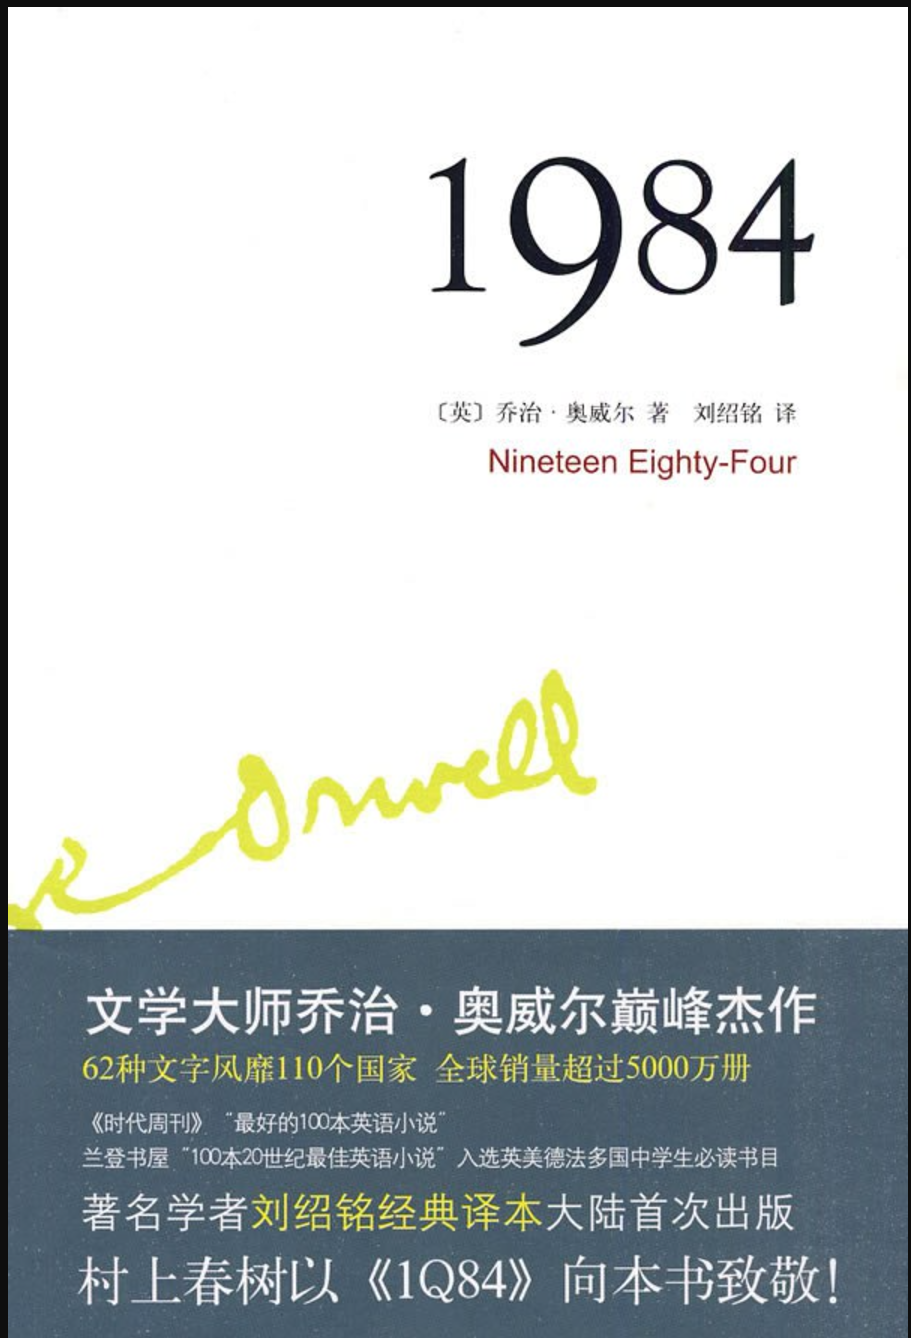 1984
〔英〕乔治·奥威尔 著 刘绍铭 译
Nineteen Eighty-Four
Orwell
文学大师乔治·奥威尔巅峰杰作
62种文字风靡110个国家 全球销量超过5000万册
《时代周刊》“最好的100本英语小说”
兰登书屋“100本20世纪最佳英语小说” 入选英美德法多国中学生必读书目
著名学者刘绍铭经典译本大陆首次出版
村上春树以《1Q84》向本书致敬！